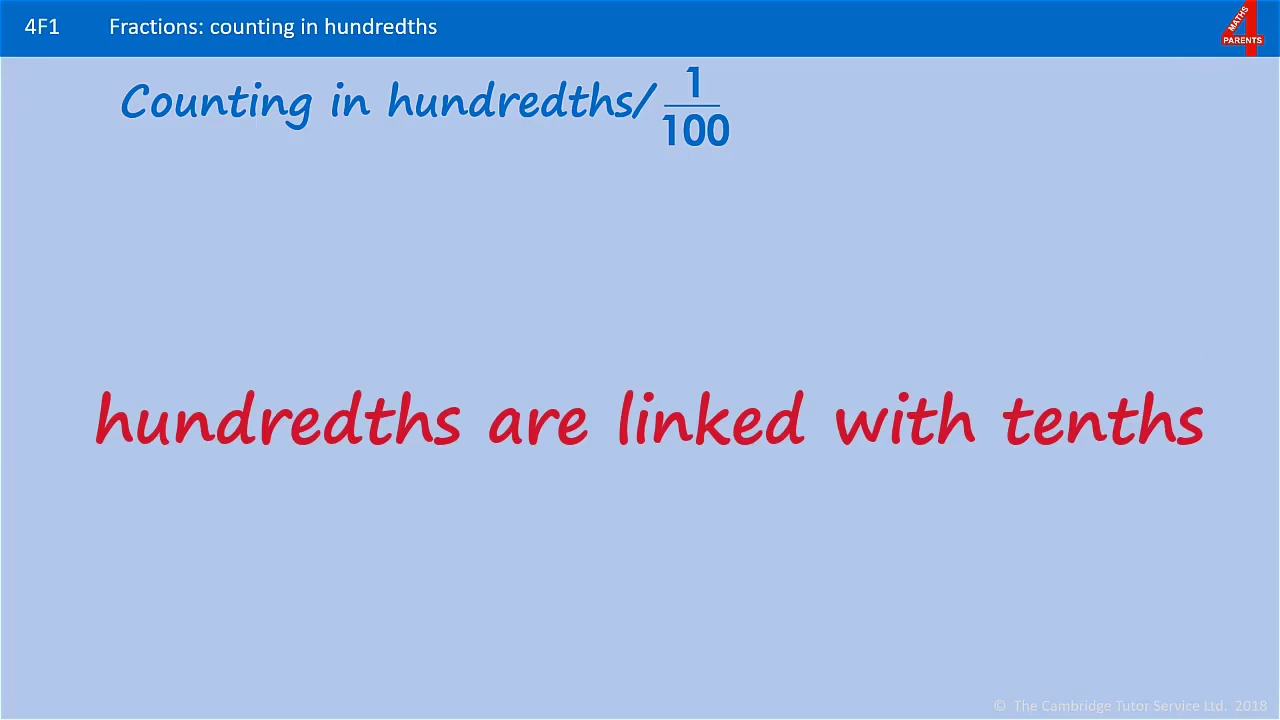 4F1 Fractions: counting in hundredths
MATHS
4
PARENTS
Counting in hundredths/ 1/100
hundredths are linked with tenths
© The Cambridge Tutor Service Ltd. 2018